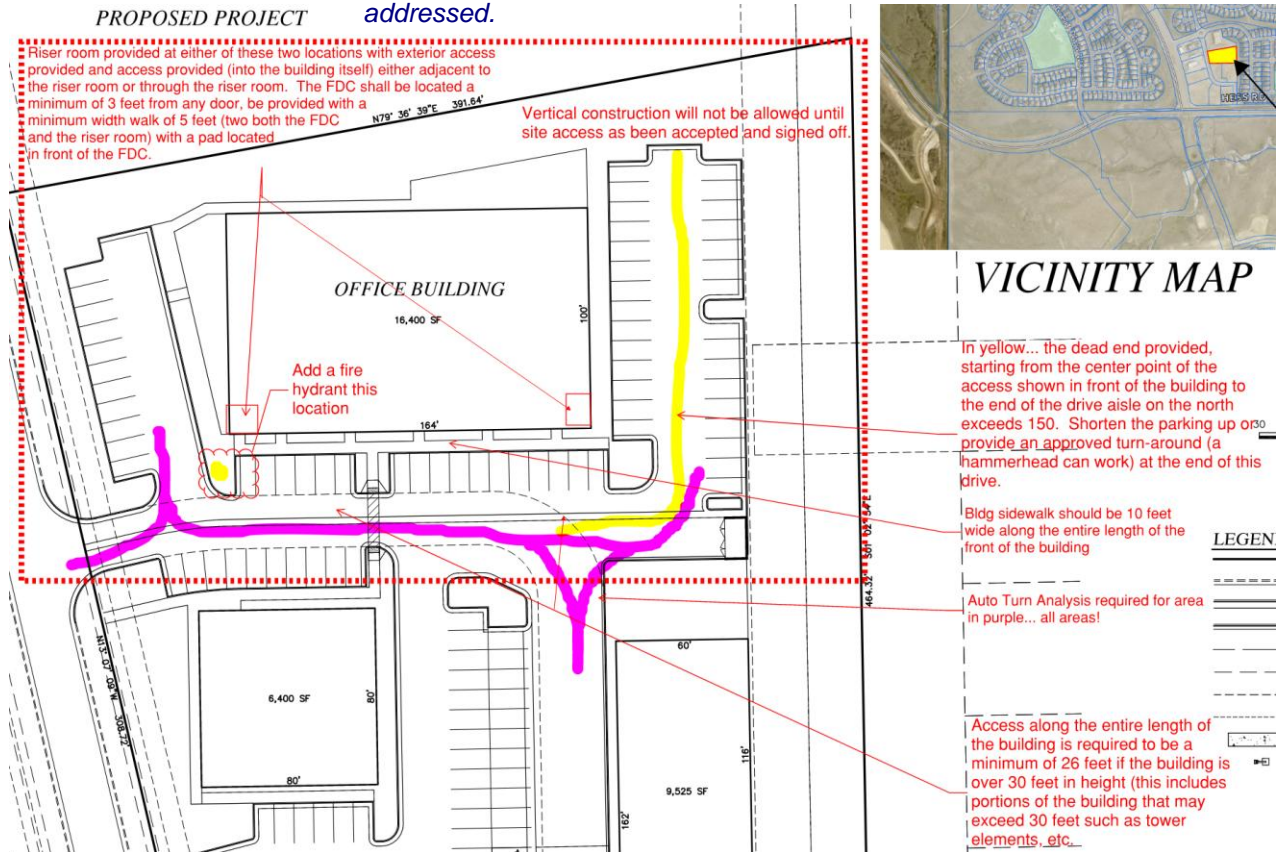 PROPOSED PROJECT
addressed.
Riser room provided at either of these two locations with exterior access
provided and access provided (into the building itself) either adjacent to
the riser room or through the riser room. The FDC shall be located a
minimum of 3 feet from any door, be provided with a
minimum width walk of 5 feet (two both the FDC
and the riser room) with a pad located
in front of the FDC.
N79° 36' 39"E 391.64'
Vertical construction will not be allowed until
site access as been accepted and signed off.
HESS RD
VICINITY MAP
OFFICE BUILDING
16,400 SF
100'
Add a fire
hydrant this
location
164'
In yellow... the dead end provided,
starting from the center point of the
access shown in front of the building to
the end of the drive aisle on the north
exceeds 150. Shorten the parking up or
provide an approved turn-around (a
hammerhead can work) at the end of this
drive.
30
Bldg sidewalk should be 10 feet
wide along the entire length of the
front of the building
LEGEN
Auto Turn Analysis required for area
in purple... all areas!
464.32'
N13° 07' 09"W 308.72'
6,400 SF
80'
80'
60'
116'
9,525 SF
162'
Access along the entire length of
the building is required to be a
minimum of 26 feet if the building is
over 30 feet in height (this includes
portions of the building that may
exceed 30 feet such as tower
elements, etc.